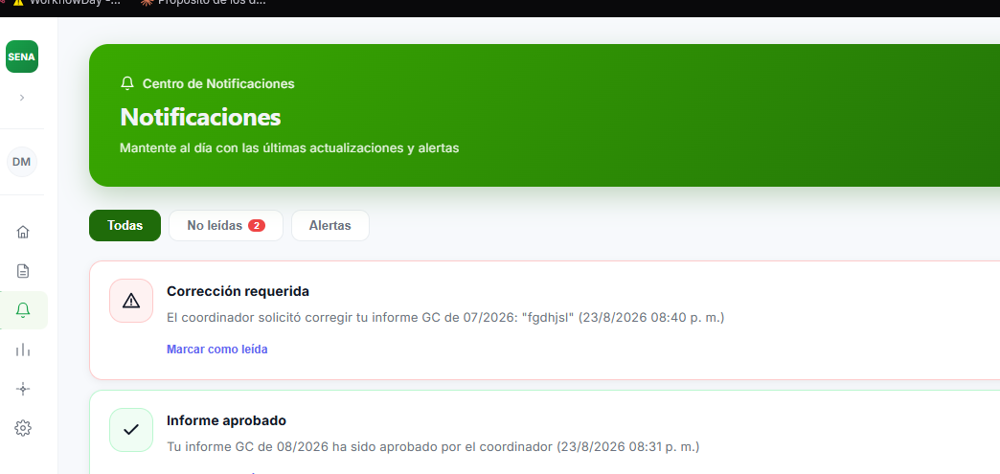 WorkflowDay -...
Propósito de los d...
SENA
Centro de Notificaciones
Notificaciones
Mantente al día con las últimas actualizaciones y alertas
DM
Todas
No leídas 2
Alertas
Corrección requerida
El coordinador solicitó corregir tu informe GC de 07/2026: "fgdhjsl" (23/8/2026 08:40 p. m.)
Marcar como leída
Informe aprobado
Tu informe GC de 08/2026 ha sido aprobado por el coordinador (23/8/2026 08:31 p. m.)